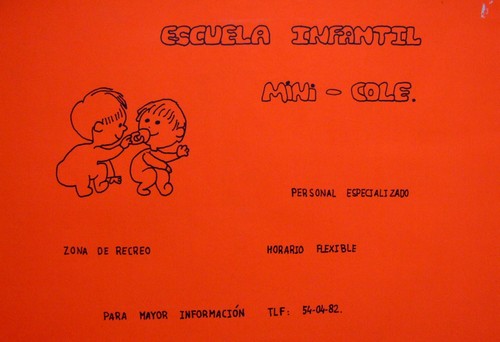 ESCUELA INFANTIL
MiNi - COLE.
PERSONAL ESPECIALIZADO
ZONA DE RECREO HORARIO FLEXIBLE
PARA MAYOR INFORMACIÓN TLF: 54-04-82.